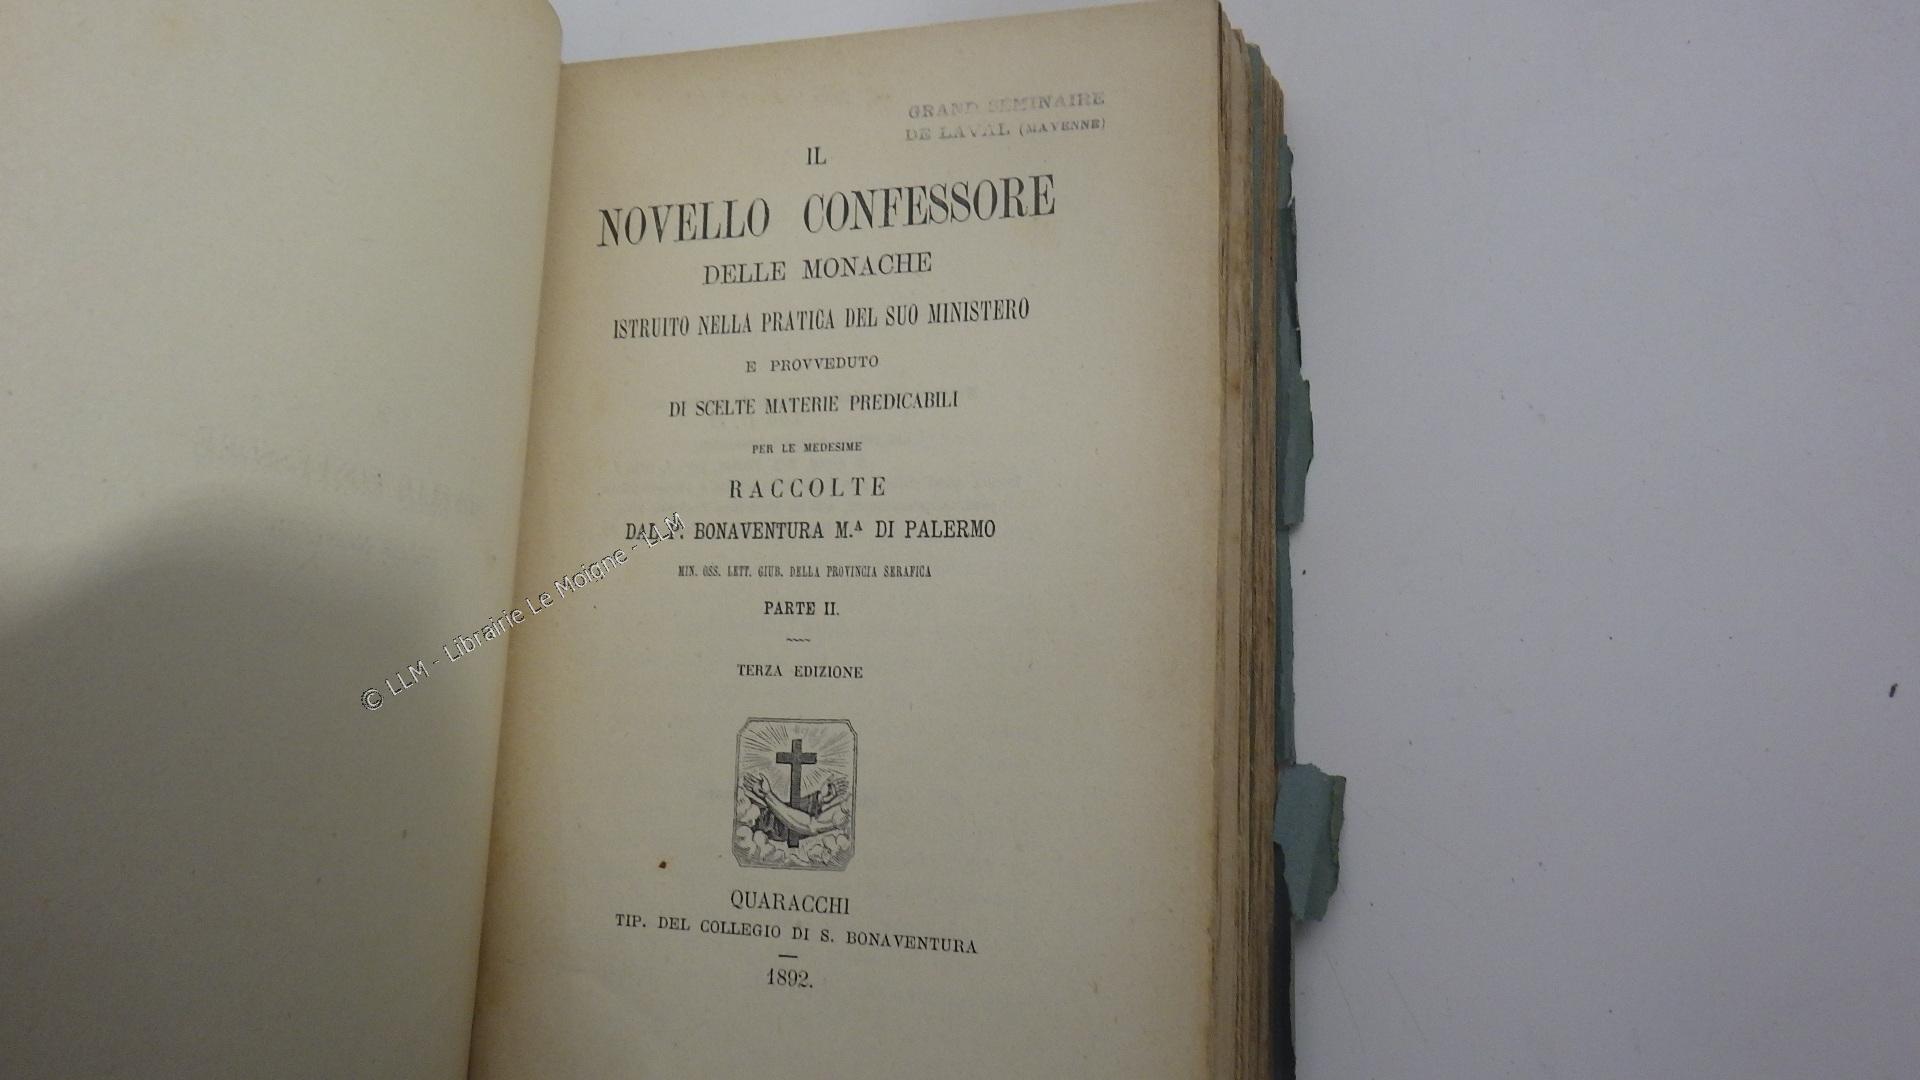 GRAND SÉMINAIRE
DE LAVAL (MAYENNE)
IL
NOVELLO CONFESSORE
DELLE MONACHE
ISTRUITO NELLA PRATICA DEL SUO MINISTERO
E PROVVEDUTO
DI SCELTE MATERIE PREDICABILI
PER LE MEDESIME
RACCOLTE
DAL P. BONAVENTURA M.ª DI PALERMO
MIN. OSS. LETT. GIUB. DELLA PROVINCIA SERAFICA
PARTE II.
TERZA EDIZIONE
QUARACCHI
TIP. DEL COLLEGIO DI S. BONAVENTURA
1892.
© LLM - Librairie Le Moigne - LLM